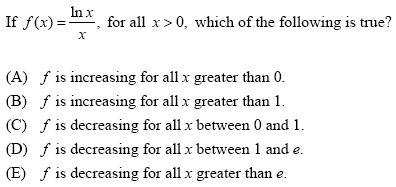 If f(x) = ln x / x, for all x > 0, which of the following is true?
(A) f is increasing for all x greater than 0.
(B) f is increasing for all x greater than 1.
(C) f is decreasing for all x between 0 and 1.
(D) f is decreasing for all x between 1 and e.
(E) f is decreasing for all x greater than e.